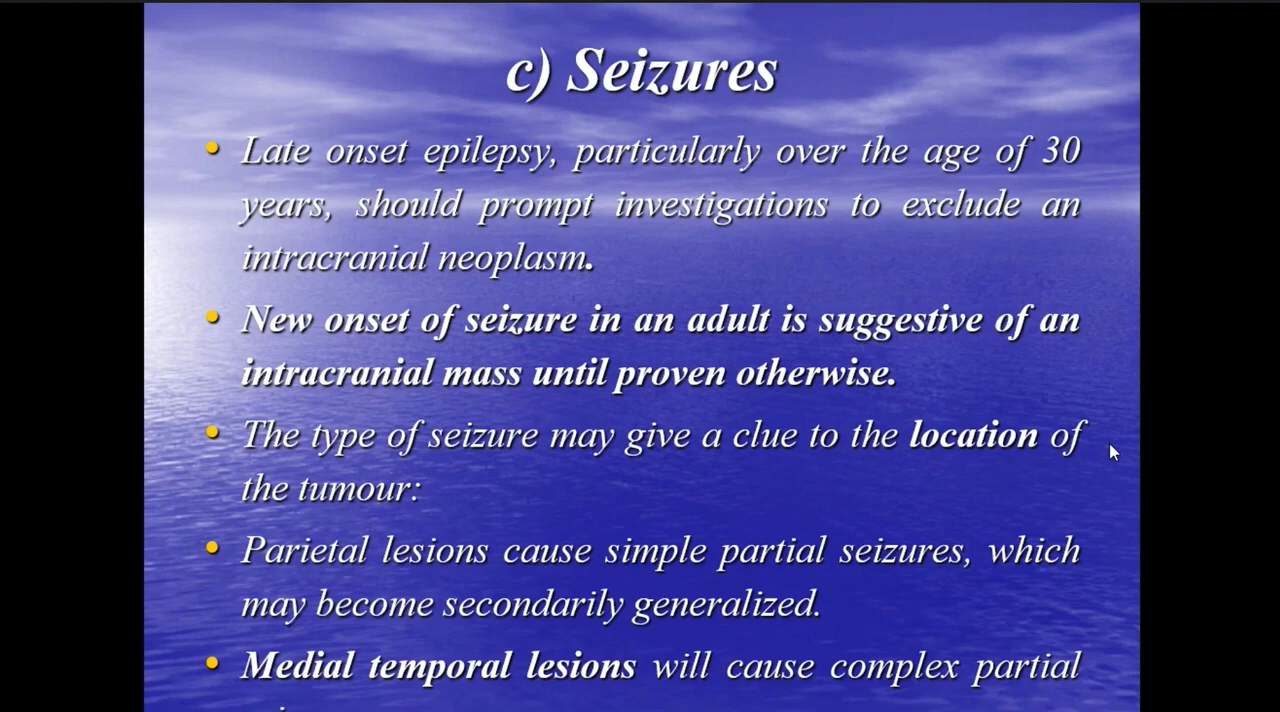 c) Seizures
• Late onset epilepsy, particularly over the age of 30
years, should prompt investigations to exclude an
intracranial neoplasm.
• New onset of seizure in an adult is suggestive of an
intracranial mass until proven otherwise.
• The type of seizure may give a clue to the location of
the tumour:
• Parietal lesions cause simple partial seizures, which
may become secondarily generalized.
• Medial temporal lesions will cause complex partial